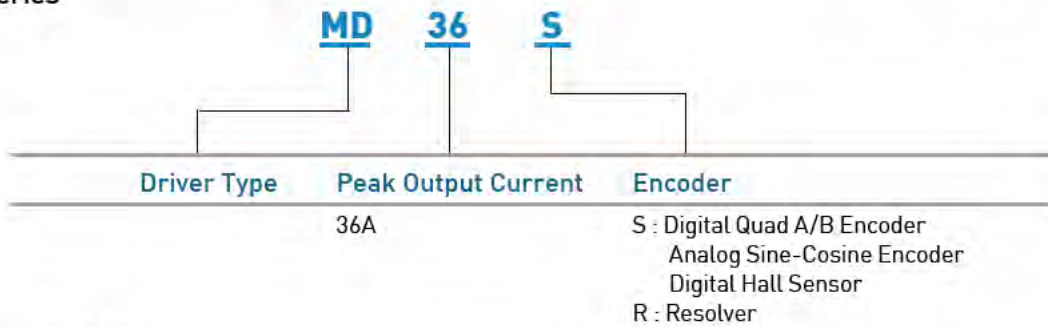 MD 36 S
Driver Type Peak Output Current Encoder
36A S : Digital Quad A/B Encoder
Analog Sine-Cosine Encoder
Digital Hall Sensor
R : Resolver